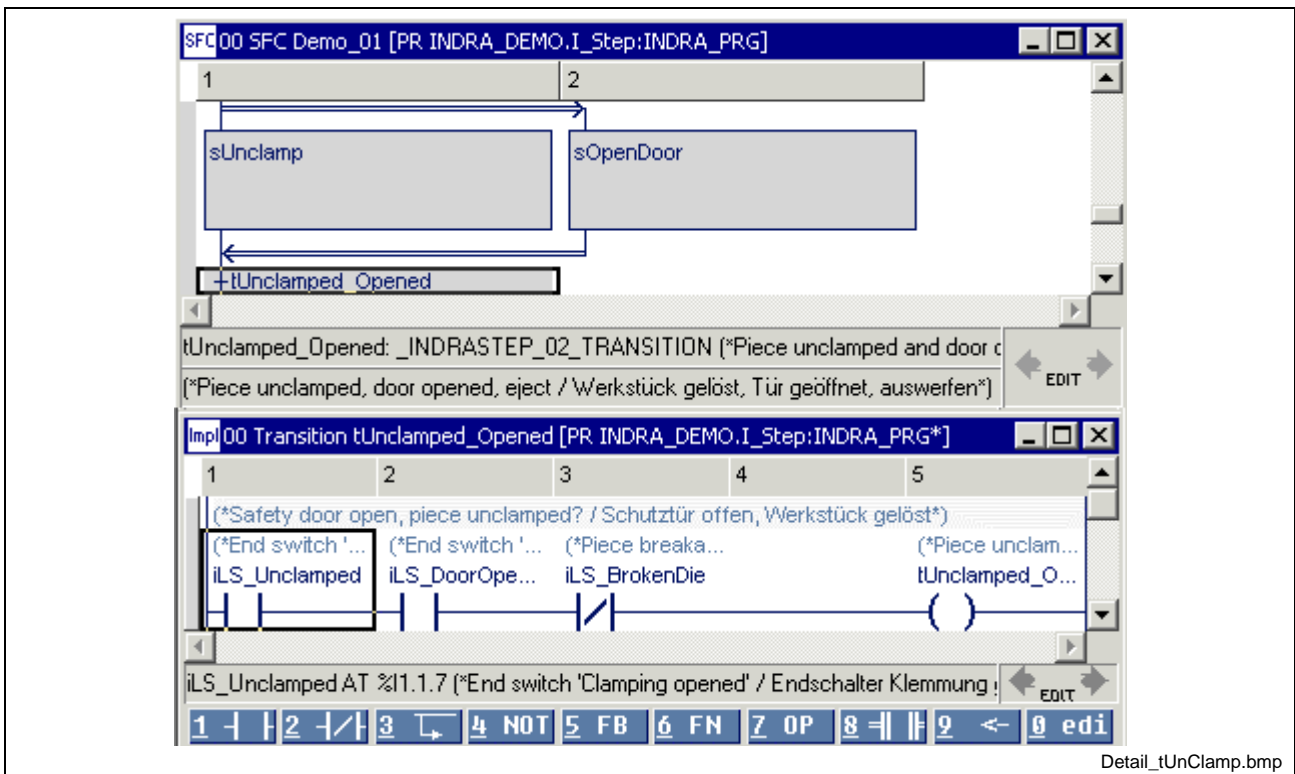 SFC 00 SFC Demo_01 [PR INDRA_DEMO.I_Step:INDRA_PRG]
1 2
sUnclamp sOpenDoor
+tUnclamped_Opened
tUnclamped_Opened: _INDRASTEP_02_TRANSITION (*Piece unclamped and door
EDIT
(*Piece unclamped, door opened, eject / Werkstück gelöst, Tür geöffnet, auswerfen*)
Impl 00 Transition tUnclamped_Opened [PR INDRA_DEMO.I_Step:INDRA_PRG*]
1 2 3 4 5
(*Safety door open, piece unclamped? / Schutztür offen, Werkstück gelöst*)
(*End switch '... (*End switch '... (*Piece breaka... (*Piece unclam...
iLS_Unclamped iLS_DoorOpe... iLS_BrokenDie tUnclamped_O...
iLS_Unclamped AT %I1.1.7 (*End switch 'Clamping opened' / Endschalter Klemmung
EDIT
1 2 3 4 NOT 5 FB 6 FN 7 OP 8 9 <- 0 edi
Detail_tUnClamp.bmp